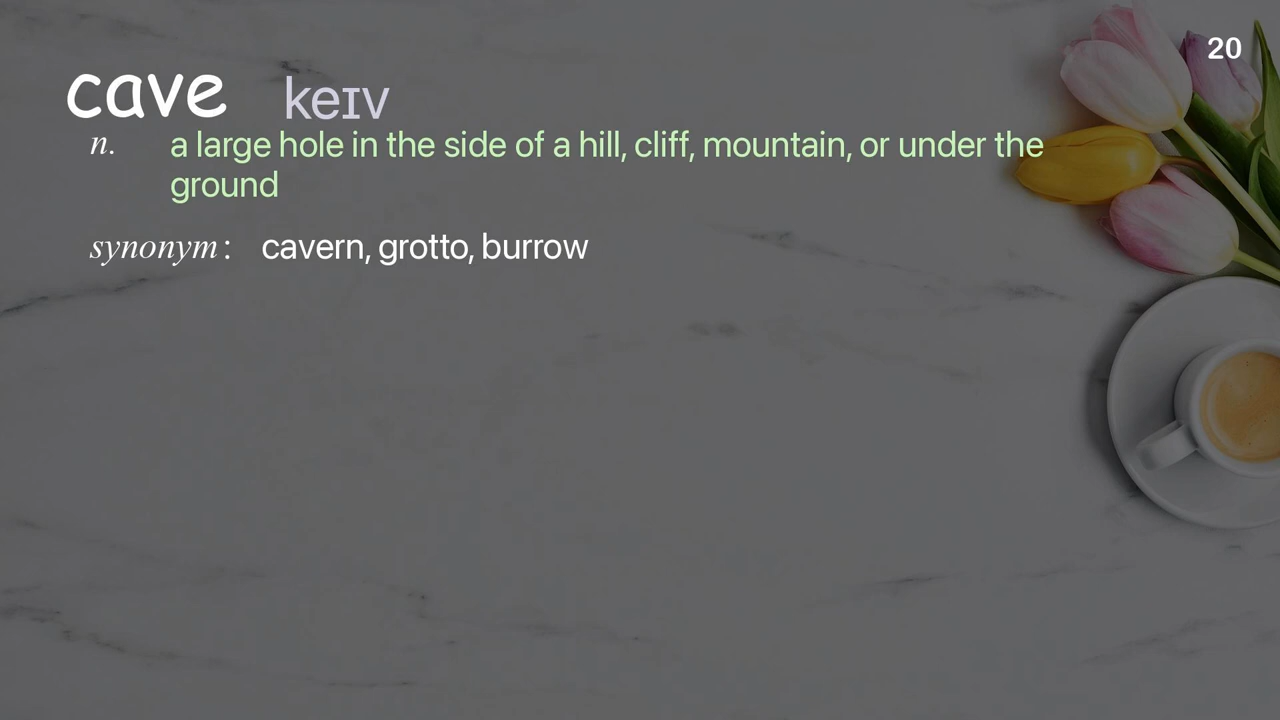 20
cave keɪv
n. a large hole in the side of a hill, cliff, mountain, or under the
ground
synonym: cavern, grotto, burrow